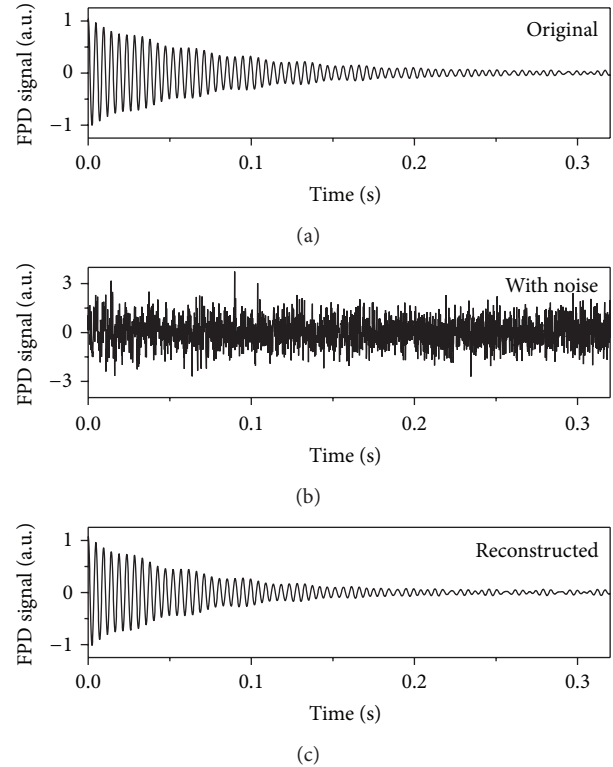 FPD signal (a.u.)
1
0
−1
Original
0.0
0.1
0.2
0.3
Time (s)
(a)
FPD signal (a.u.)
3
0
−3
With noise
0.0
0.1
0.2
0.3
Time (s)
(b)
FPD signal (a.u.)
1
0
−1
Reconstructed
0.0
0.1
0.2
0.3
Time (s)
(c)